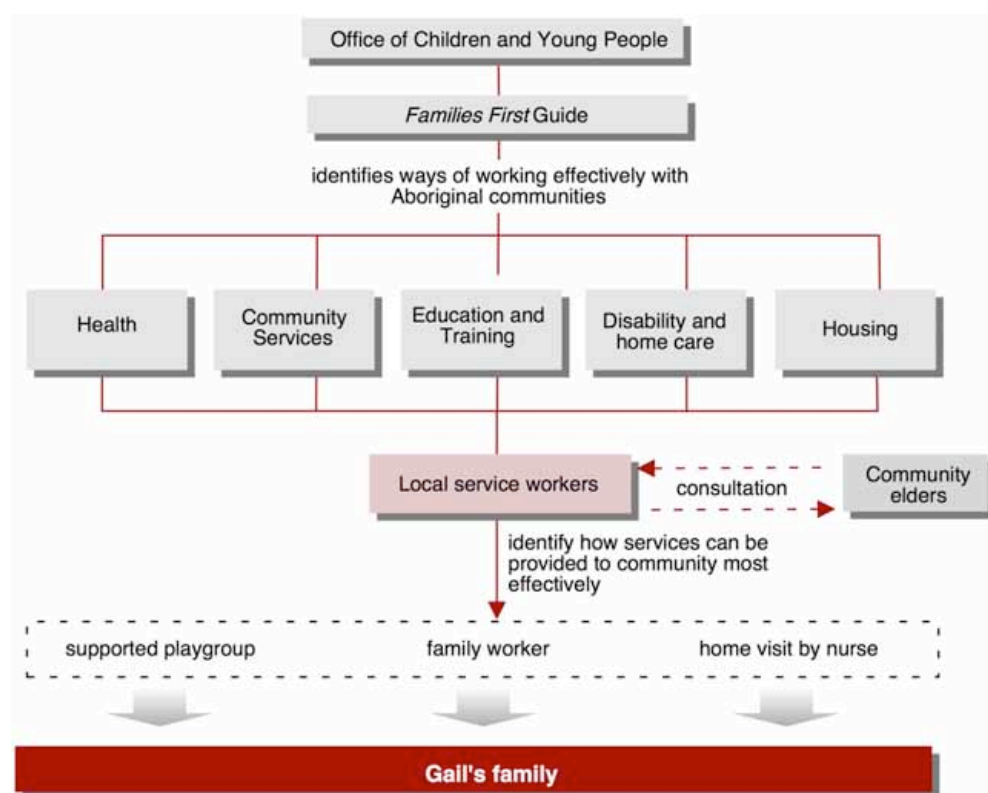 Office of Children and Young People
Families First Guide
identifies ways of working effectively with
Aboriginal communities
Health
Community
Services
Education and
Training
Disability and
home care
Housing
Local service workers
consultation
Community
elders
identify how services can be
provided to community most
effectively
supported playgroup
family worker
home visit by nurse
Gail's family